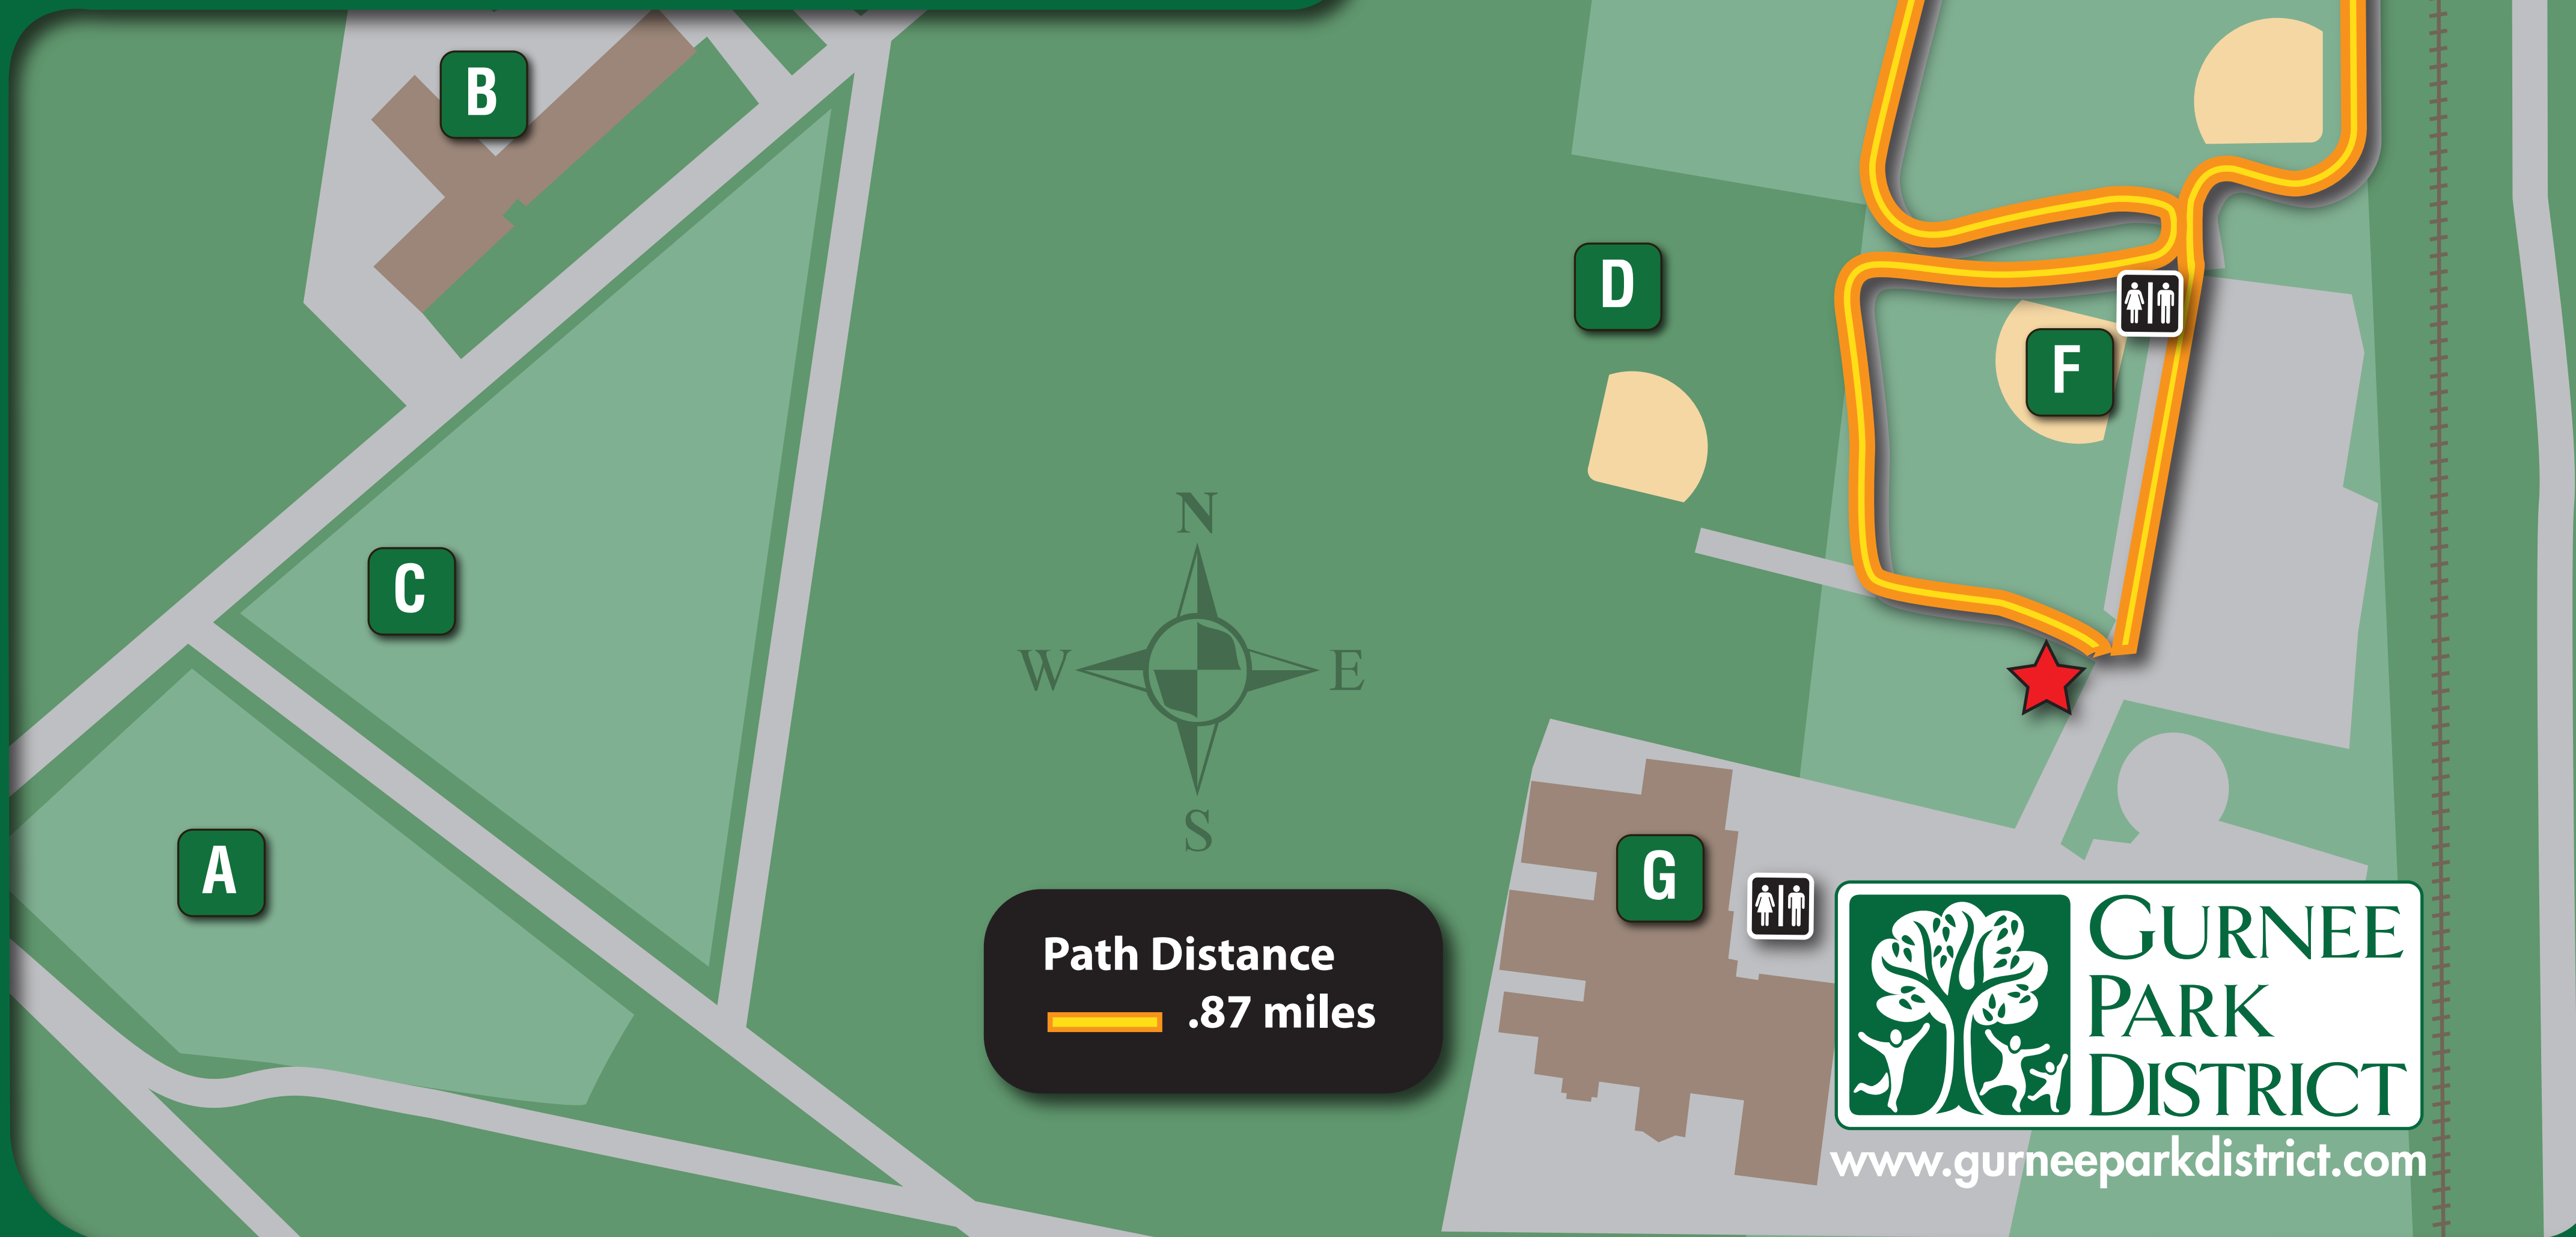 B
D
F
N
C
W E
S
A
G
Path Distance
.87 miles
GURNEE
PARK
DISTRICT
www.gurneeparkdistrict.com